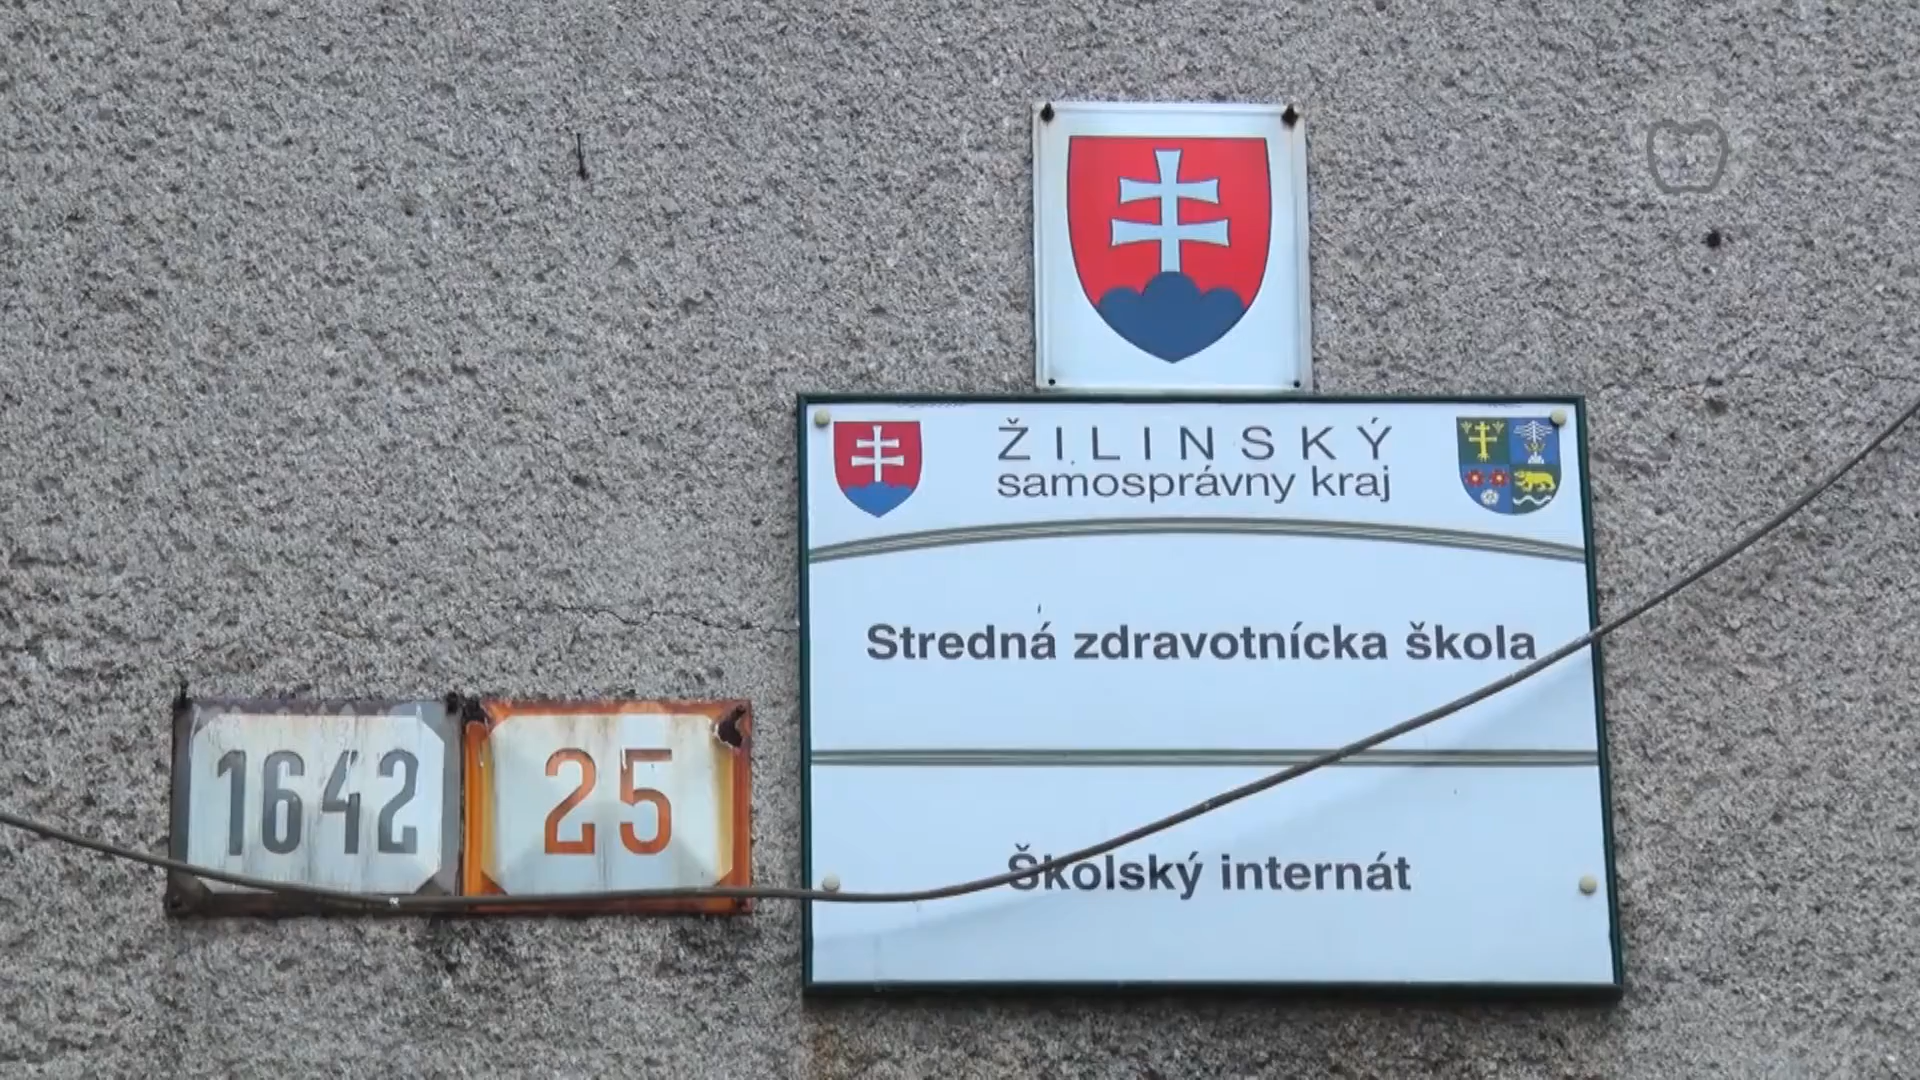 ŽILINSKÝ
samosprávny kraj
Stredná zdravotnícka škola
Školský internát
1642
25